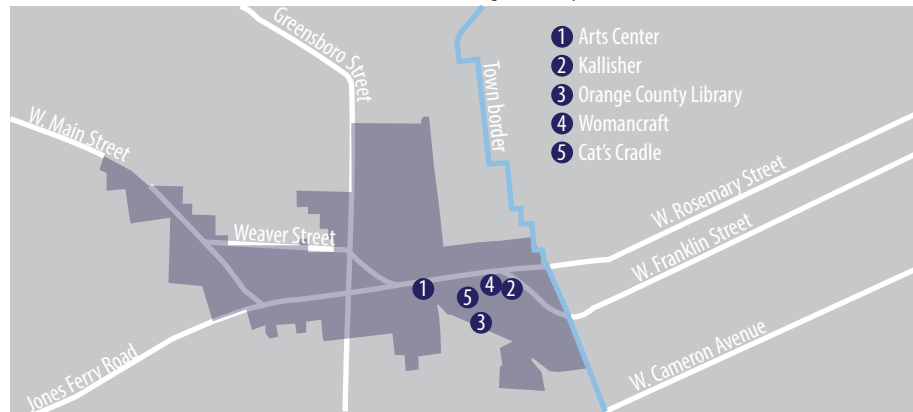 Greensboro Street
Town border
W. Main Street
Weaver Street
Jones Ferry Road
W. Rosemary Street
W. Franklin Street
W. Cameron Avenue
1 Arts Center
2 Kallisher
3 Orange County Library
4 Womancraft
5 Cat's Cradle
1
5
4
2
3